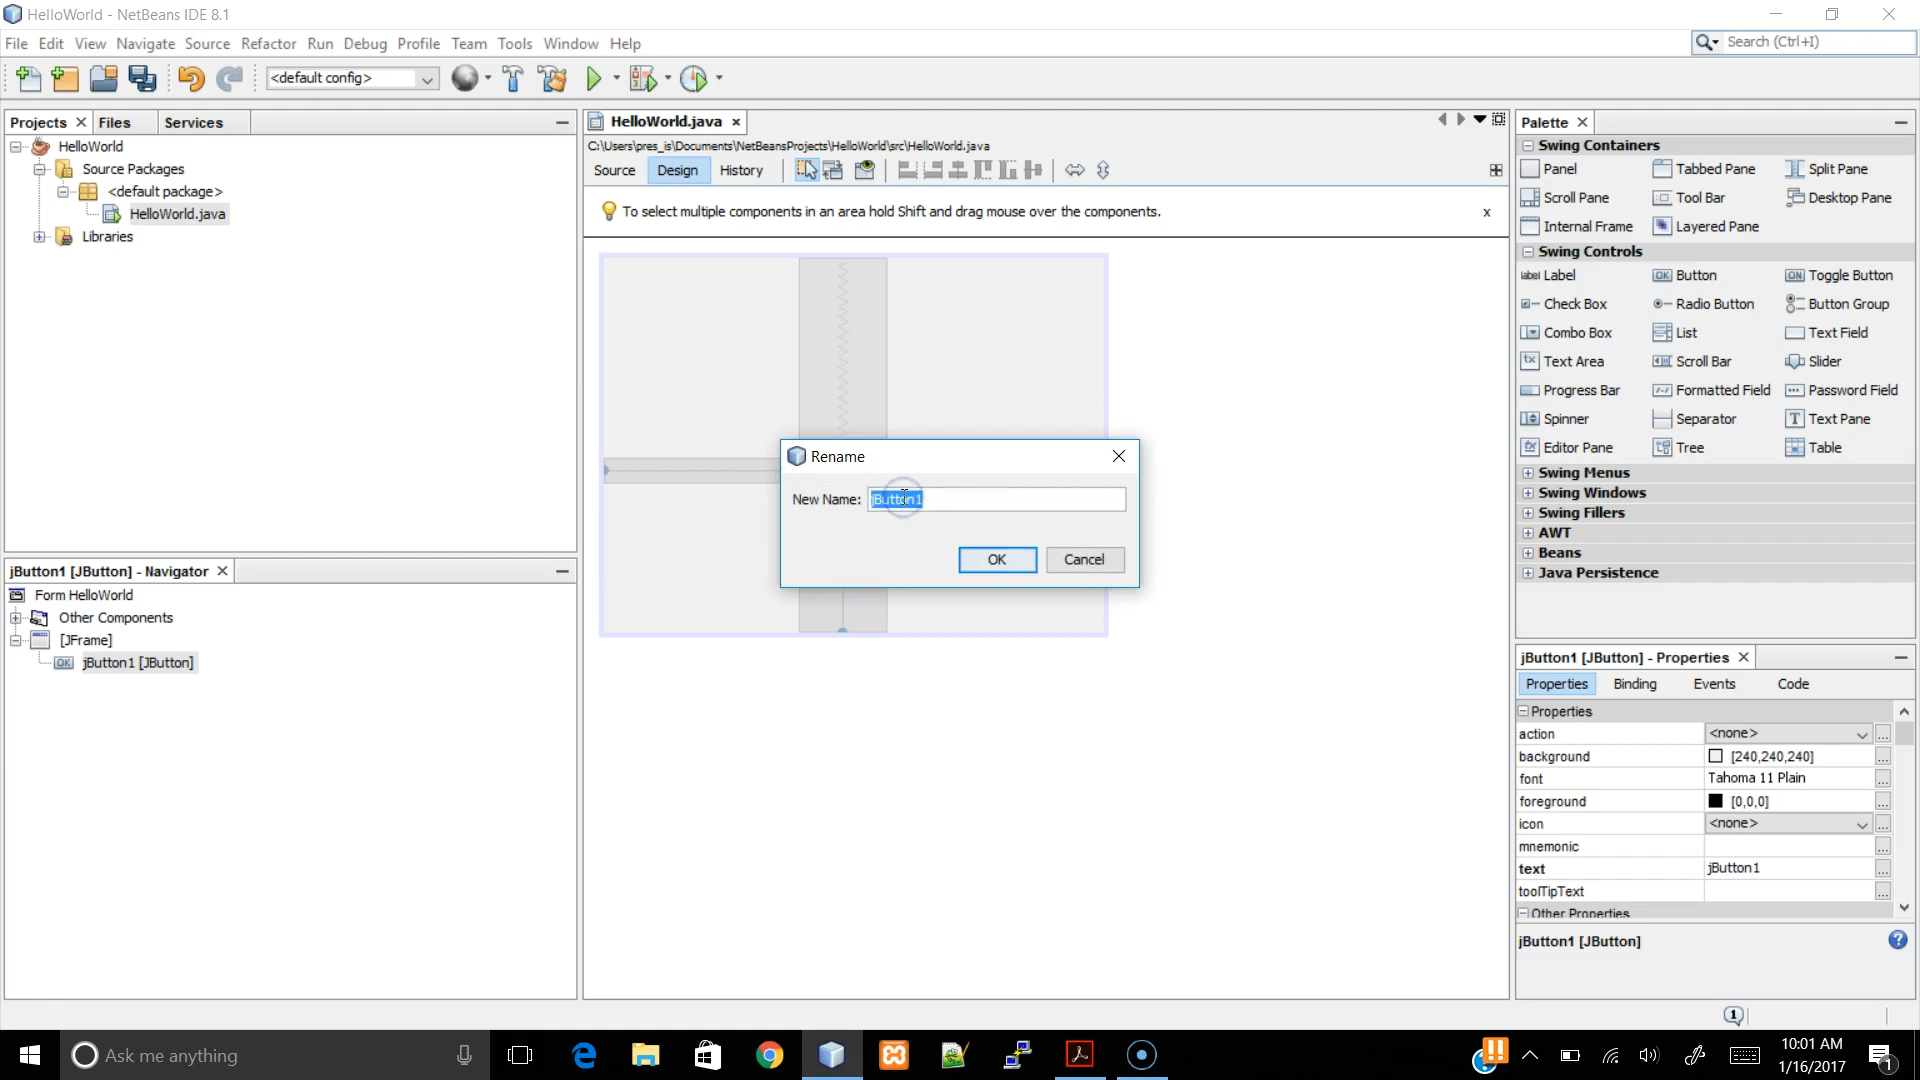 HelloWorld - NetBeans IDE 8.1
File Edit View Navigate Source Refactor Run Debug Profile Team Tools Window Help
Search (Ctrl+I)
<default config>
Projects Files Services
HelloWorld
Source Packages
<default package>
HelloWorld.java
Libraries
jButton1 [JButton] - Navigator
Form HelloWorld
Other Components
[JFrame]
OK jButton1 [JButton]
HelloWorld.java
C:\Users\pres_is\Documents\NetBeansProjects\HelloWorld\src\HelloWorld.java
Source Design History
To select multiple components in an area hold Shift and drag mouse over the components. x
Rename
New Name: jButton1
OK Cancel
Palette
Swing Containers
Panel Tabbed Pane Split Pane
Scroll Pane Tool Bar Desktop Pane
Internal Frame Layered Pane
Swing Controls
label Label OK Button ON Toggle Button
Check Box Radio Button Button Group
Combo Box List Text Field
Text Area Scroll Bar Slider
Progress Bar Formatted Field Password Field
Spinner Separator Text Pane
Editor Pane Tree Table
Swing Menus
Swing Windows
Swing Fillers
AWT
Beans
Java Persistence
jButton1 [JButton] - Properties
Properties Binding Events Code
Properties
action <none> ...
background [240,240,240] ...
font Tahoma 11 Plain ...
foreground [0,0,0] ...
icon <none> ...
mnemonic ...
text jButton1 ...
toolTipText ...
Other Properties
jButton1 [JButton]
1
Ask me anything
10:01 AM
1/16/2017
1